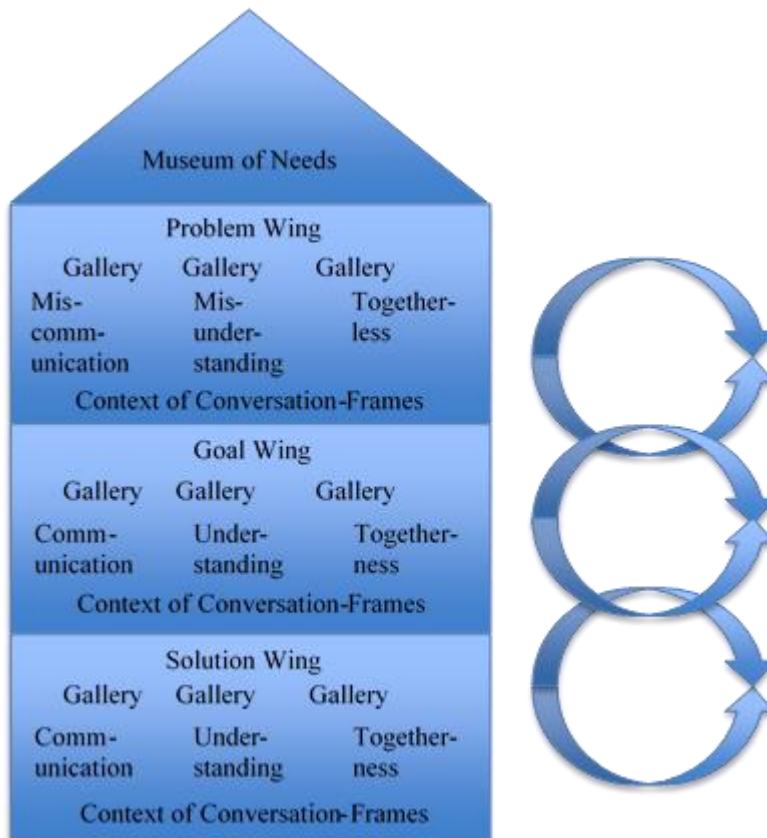 Museum of Needs
Problem Wing
Gallery Gallery Gallery
Mis- Mis- Together-
comm- under- less
unication standing
Context of Conversation-Frames
Goal Wing
Gallery Gallery Gallery
Comm- Under- Together-
unication standing ness
Context of Conversation-Frames
Solution Wing
Gallery Gallery Gallery
Comm- Under- Together-
unication standing ness
Context of Conversation-Frames